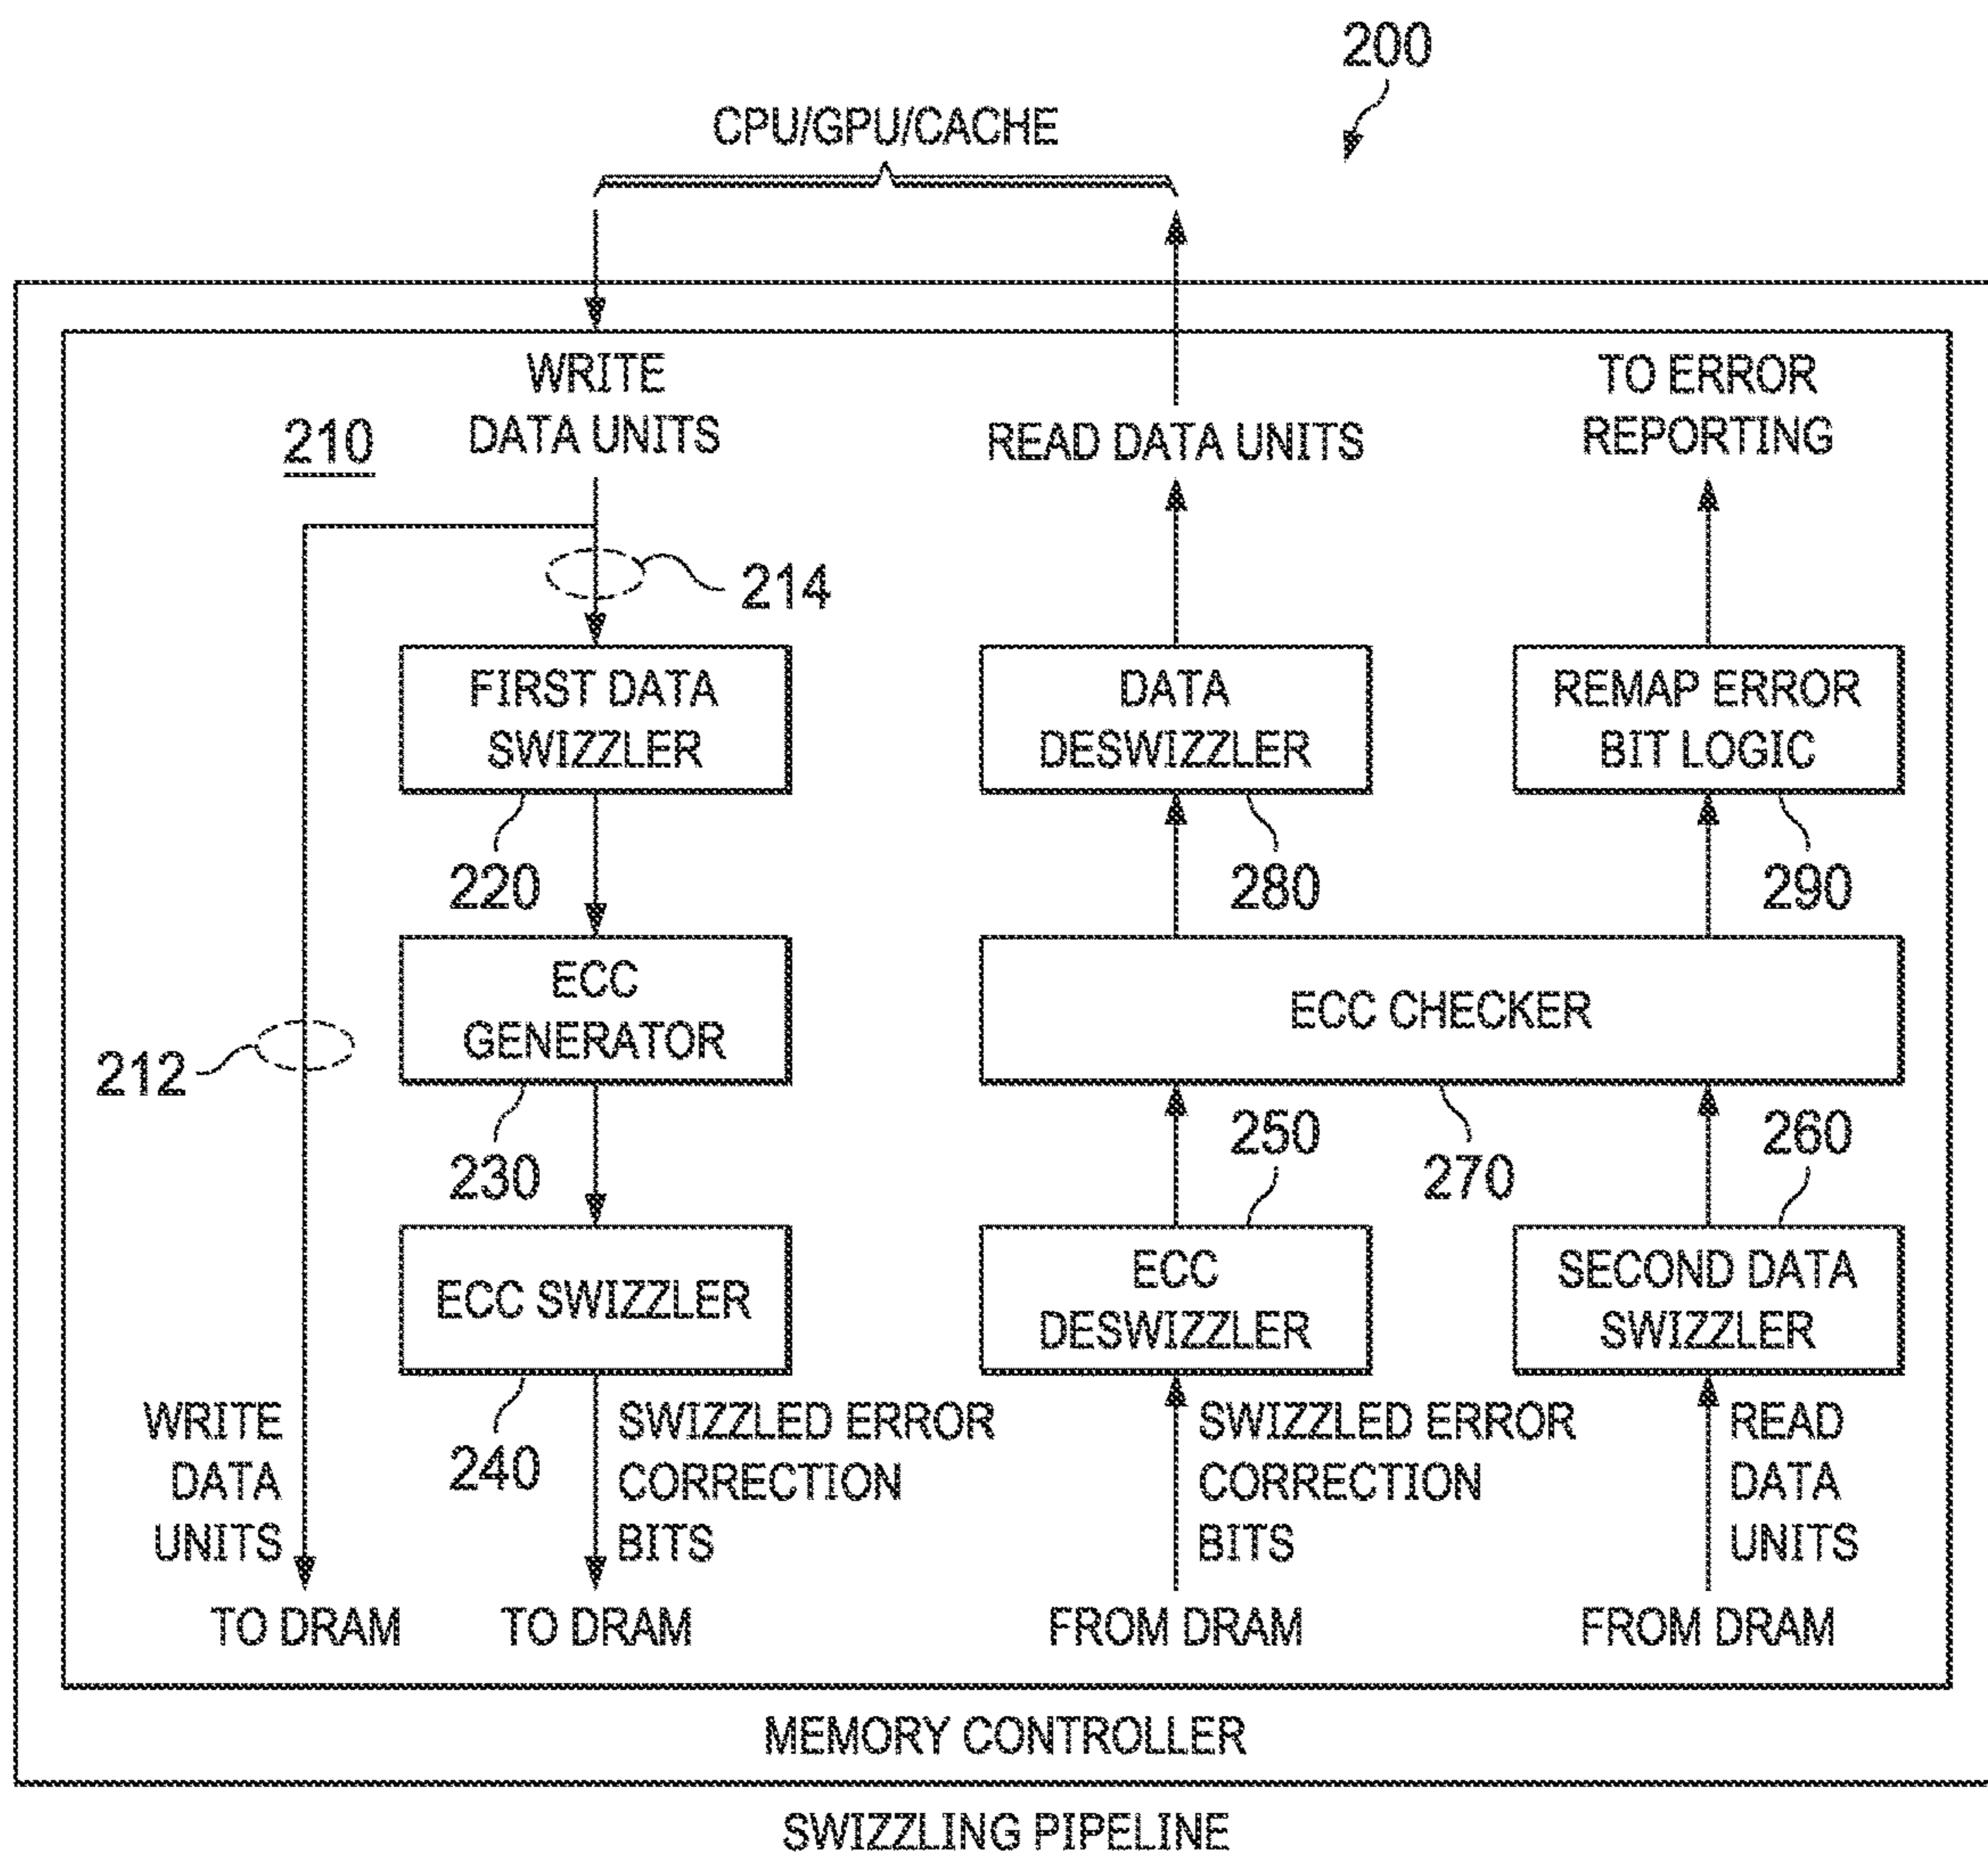 200
CPU/GPU/CACHE
WRITE
DATA UNITS
210
READ DATA UNITS
TO ERROR
REPORTING
214
FIRST DATA
SWIZZLER
DATA
DESWIZZLER
REMAP ERROR
BIT LOGIC
220
280
290
ECC
GENERATOR
ECC CHECKER
212
230
250
270
260
ECC SWIZZLER
ECC
DESWIZZLER
SECOND DATA
SWIZZLER
240
WRITE
DATA
UNITS
SWIZZLED ERROR
CORRECTION
BITS
SWIZZLED ERROR
CORRECTION
BITS
READ
DATA
UNITS
TO DRAM
TO DRAM
FROM DRAM
FROM DRAM
MEMORY CONTROLLER
SWIZZLING PIPELINE